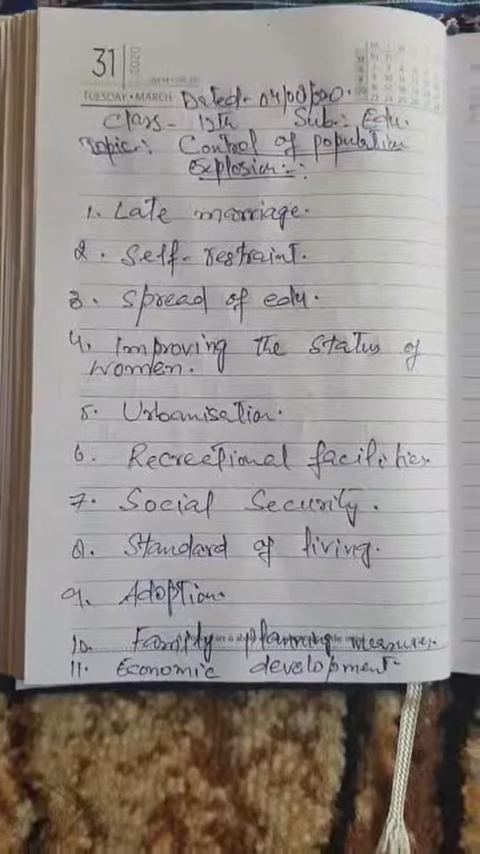 31
2020
TUESDAY • MARCH Dated- 04/08/020.
Class- 12th Sub:- Edu.
Topic:- Control of population
Explosion:-
1. Late marriage.
2. Self-restraint.
3. Spread of edu.
4. Improving the status of
women.
5. Urbanisation.
6. Recreational facilities.
7. Social Security.
8. Standard of living.
9. Adoption.
10. Family planning measures.
11. Economic development